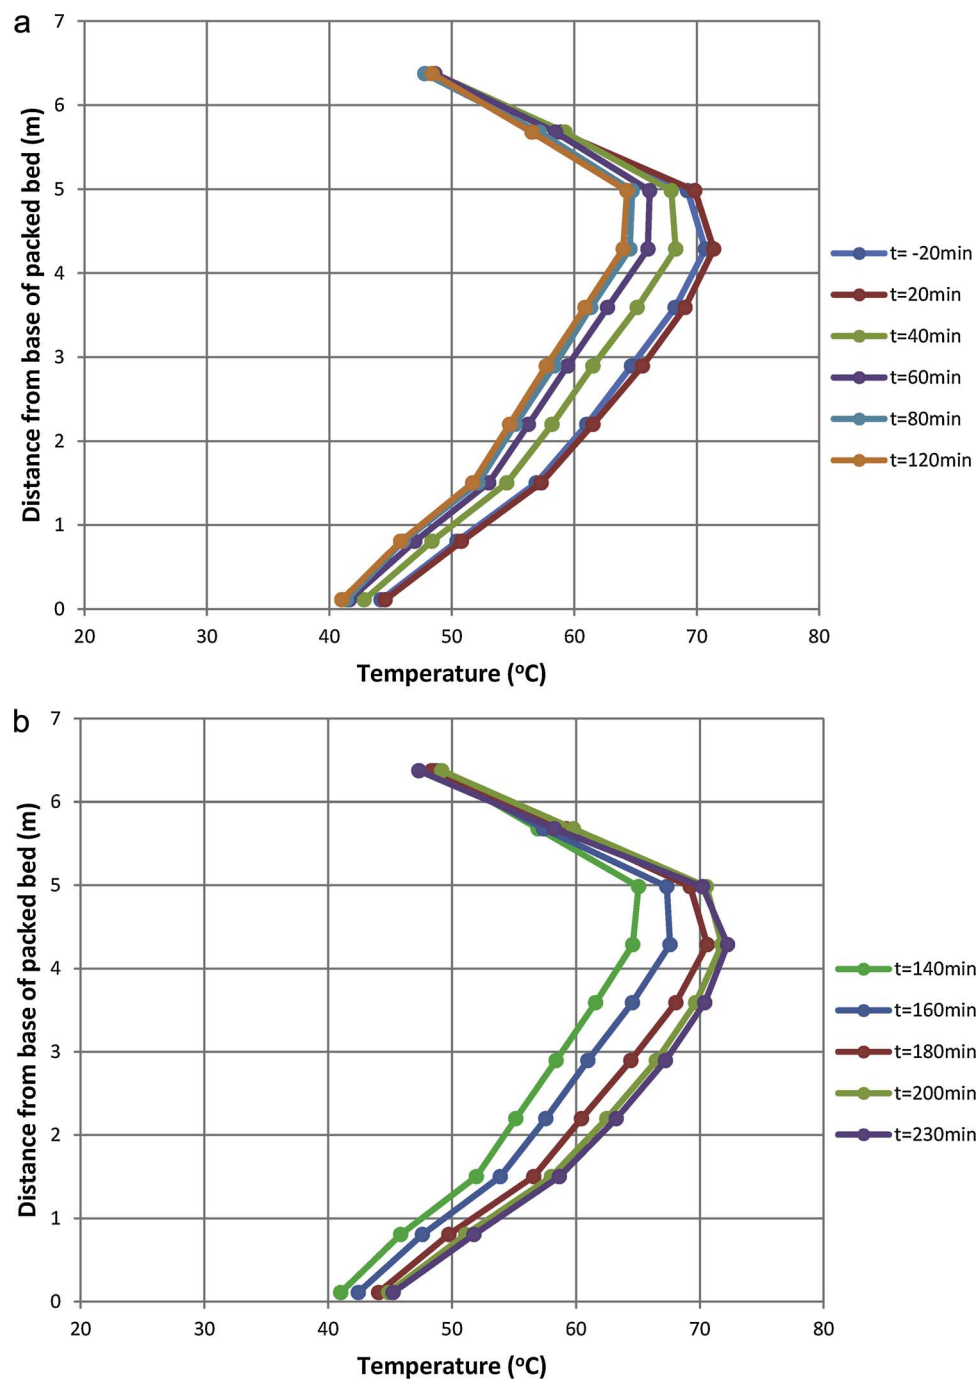 a
7
6
5
4
3
2
1
0
20
30
40
50
60
70
80
Distance from base of packed bed (m)
Temperature (ºC)
t= -20min
t=20min
t=40min
t=60min
t=80min
t=120min
b
7
6
5
4
3
2
1
0
20
30
40
50
60
70
80
Distance from base of packed bed (m)
Temperature (ºC)
t=140min
t=160min
t=180min
t=200min
t=230min